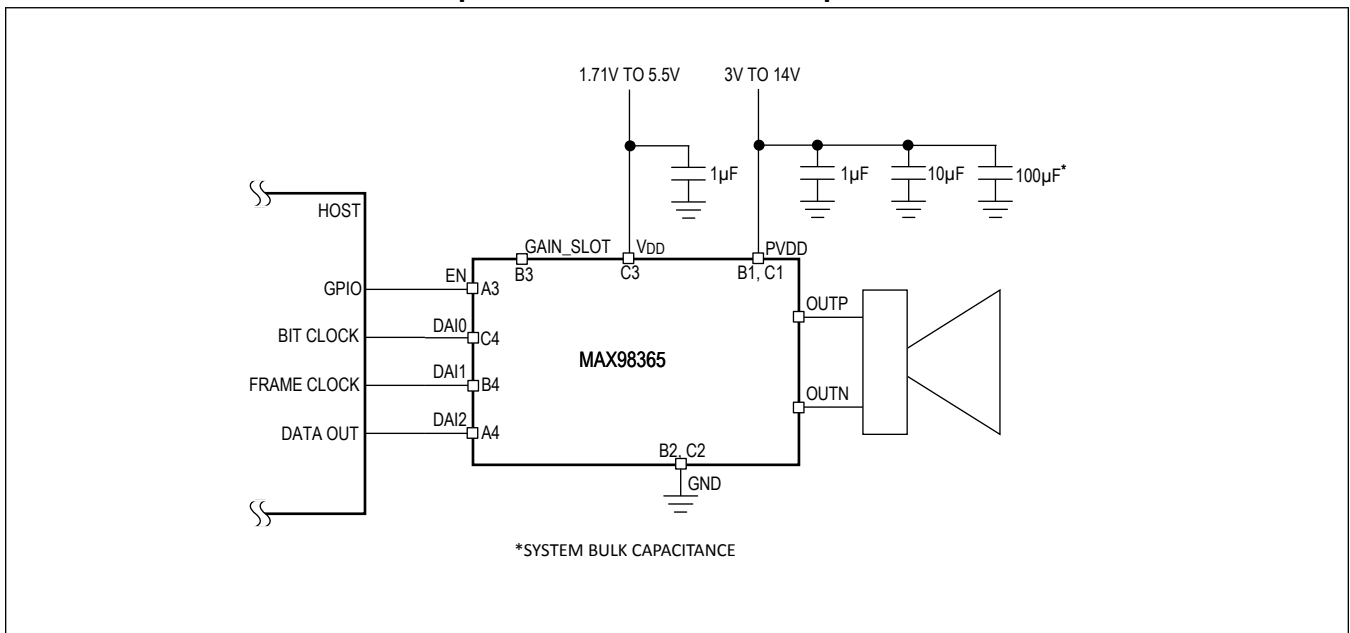 1.71V TO 5.5V 3V TO 14V
1µF 1µF 10µF 100µF*
HOST
GAIN_SLOT VDD PVDD
B3 C3 B1, C1
GPIO EN A3
OUTP
BIT CLOCK DAI0 C4
MAX98365
FRAME CLOCK DAI1 B4
OUTN
DATA OUT DAI2 A4
B2, C2
GND
*SYSTEM BULK CAPACITANCE